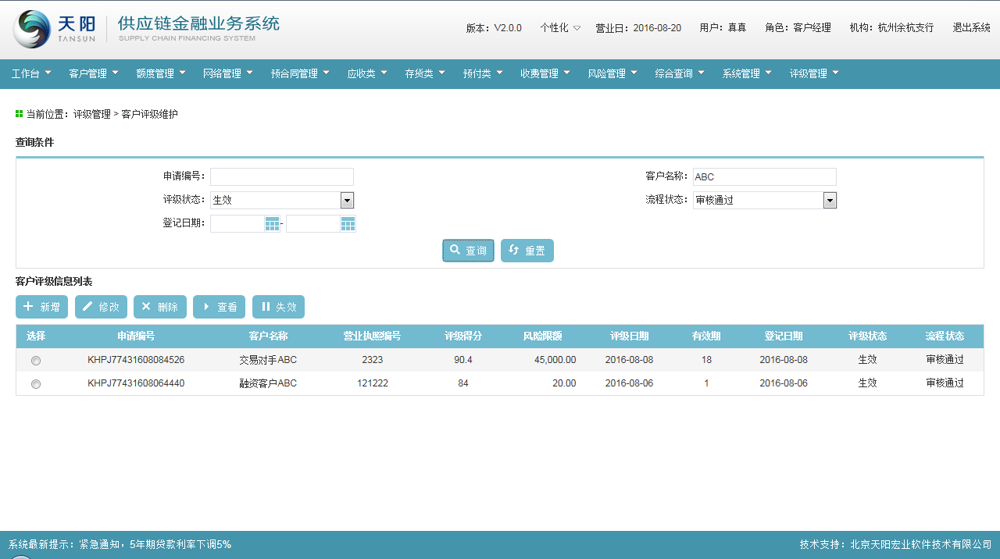 天阳 TANSUN 供应链金融业务系统 SUPPLY CHAIN FINANCING SYSTEM
版本：V2.0.0 个性化 营业日：2016-08-20 用户：真真 角色：客户经理 机构：杭州余杭支行 退出系统
工作台 客户管理 额度管理 网络管理 预合同管理 应收类 存货类 预付类 收费管理 风险管理 综合查询 系统管理 评级管理
当前位置：评级管理 > 客户评级维护
查询条件
申请编号： 客户名称：ABC
评级状态：生效 流程状态：审核通过
登记日期： -
查询 重置
客户评级信息列表
新增 修改 删除 查看 失效
选择 申请编号 客户名称 营业执照编号 评级得分 风险限额 评级日期 有效期 登记日期 评级状态 流程状态
KHPJ77431608084526 交易对手ABC 2323 90.4 45,000.00 2016-08-08 18 2016-08-08 生效 审核通过
KHPJ77431608064440 融资客户ABC 121222 84 20.00 2016-08-06 1 2016-08-06 生效 审核通过
系统最新提示：紧急通知，5年期贷款利率下调5% 技术支持：北京天阳宏业软件技术有限公司